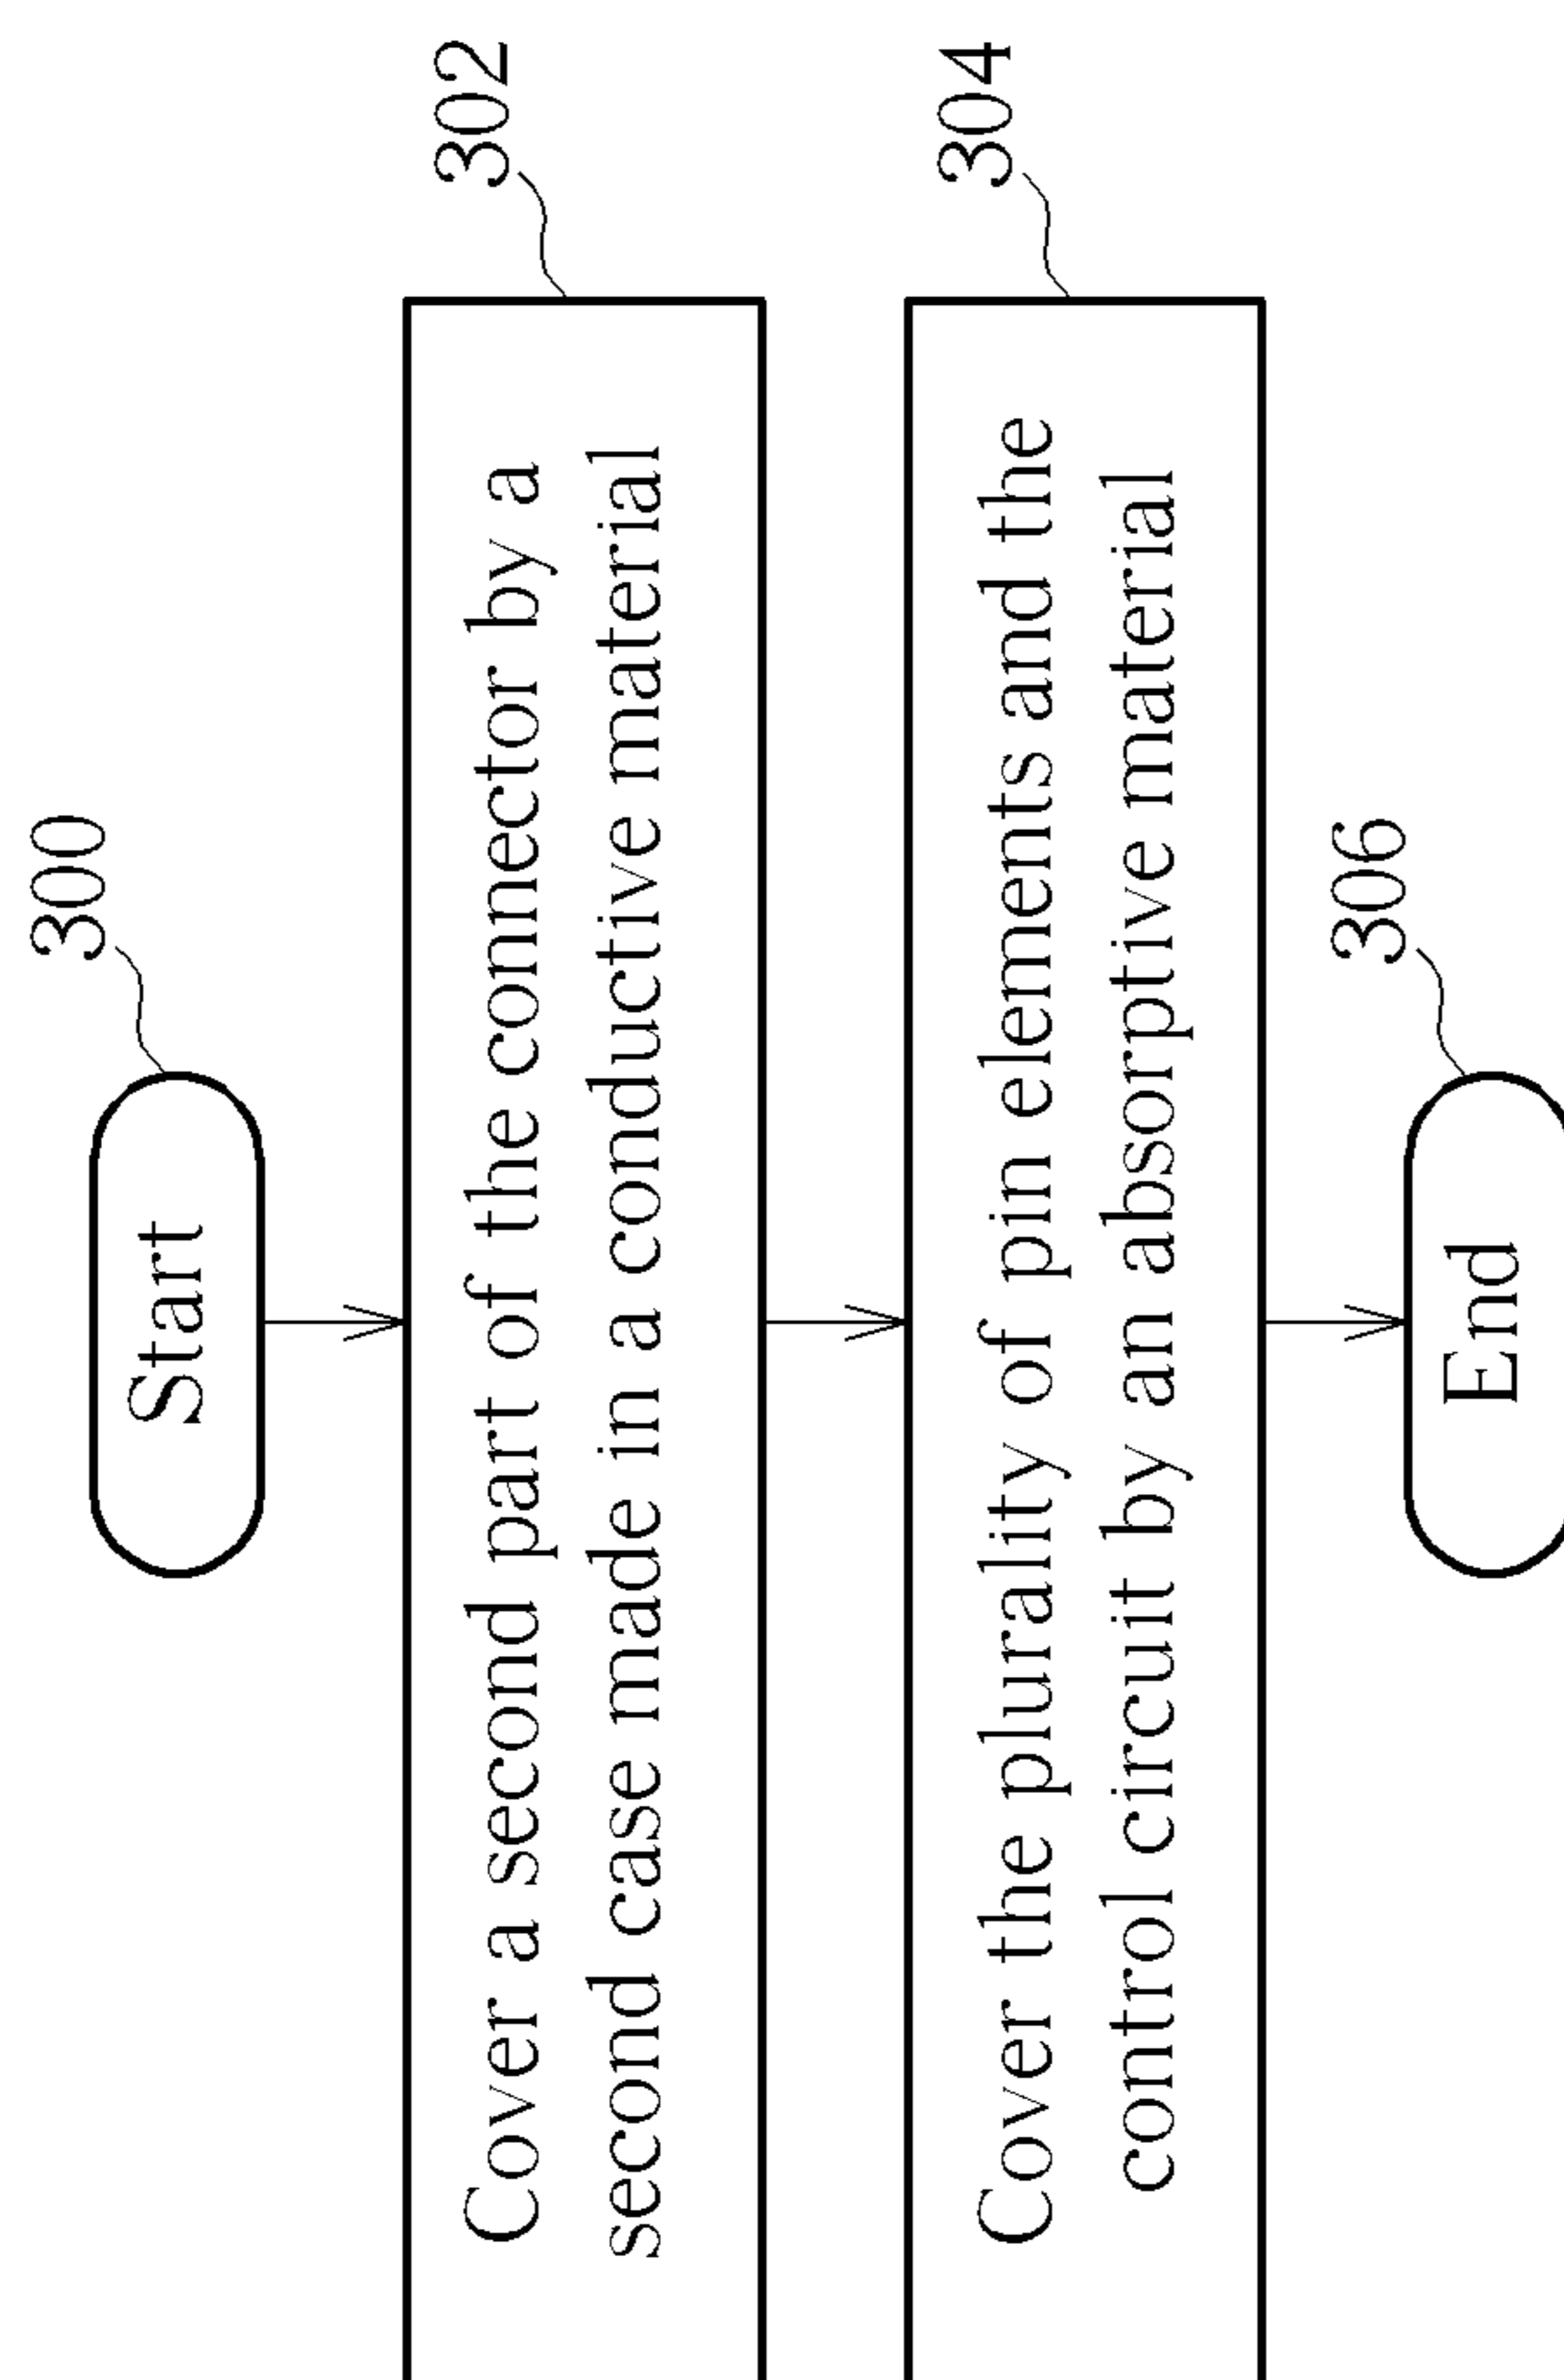 300
Start
302
Cover a second part of the connector by a
second case made in a conductive material
304
Cover the plurality of pin elements and the
control circuit by an absorptive material
306
End